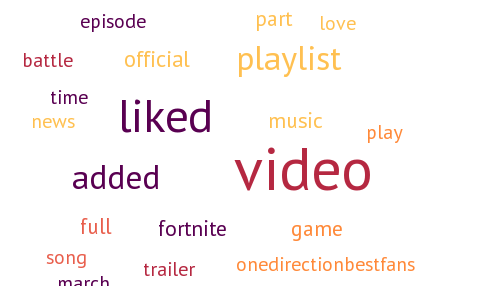 episode
part
love
battle
official
playlist
time
liked
news
music
play
added
video
full
fortnite
game
song
trailer
onedirectionbestfans
march